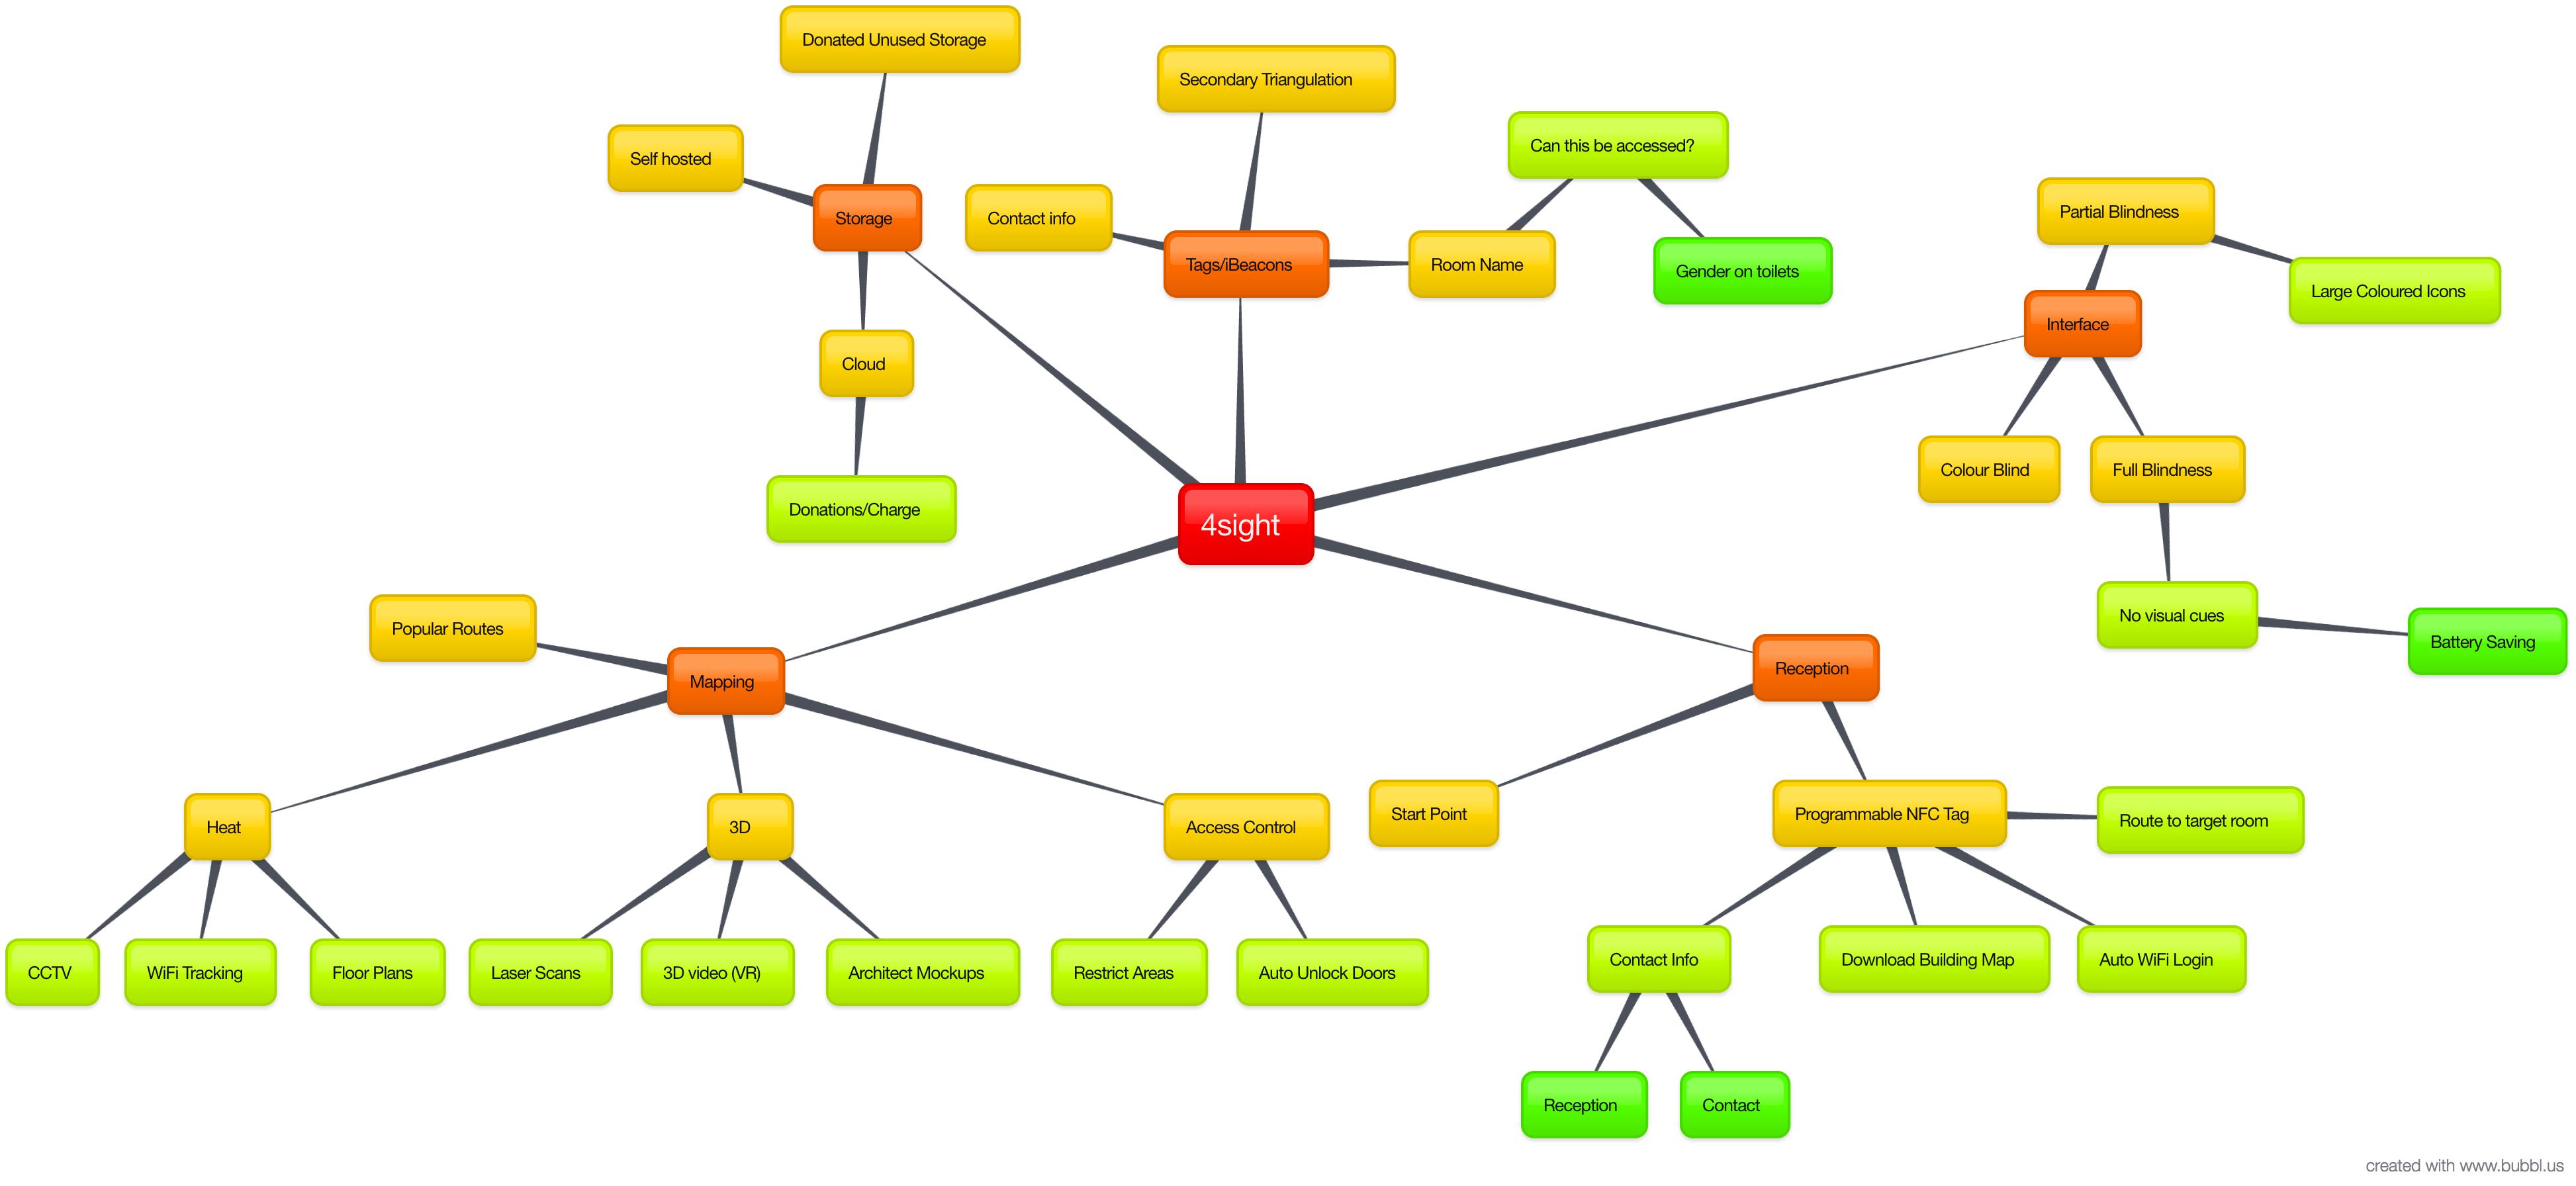 Donated Unused Storage
Secondary Triangulation
Self hosted
Can this be accessed?
Storage
Contact info
Partial Blindness
Tags/iBeacons
Room Name
Gender on toilets
Large Coloured Icons
Interface
Cloud
Colour Blind
Full Blindness
Donations/Charge
4sight
Popular Routes
No visual cues
Battery Saving
Mapping
Reception
Heat
3D
Access Control
Start Point
Programmable NFC Tag
Route to target room
CCTV
WiFi Tracking
Floor Plans
Laser Scans
3D video (VR)
Architect Mockups
Restrict Areas
Auto Unlock Doors
Contact Info
Download Building Map
Auto WiFi Login
Reception
Contact
created with www.bubbl.us